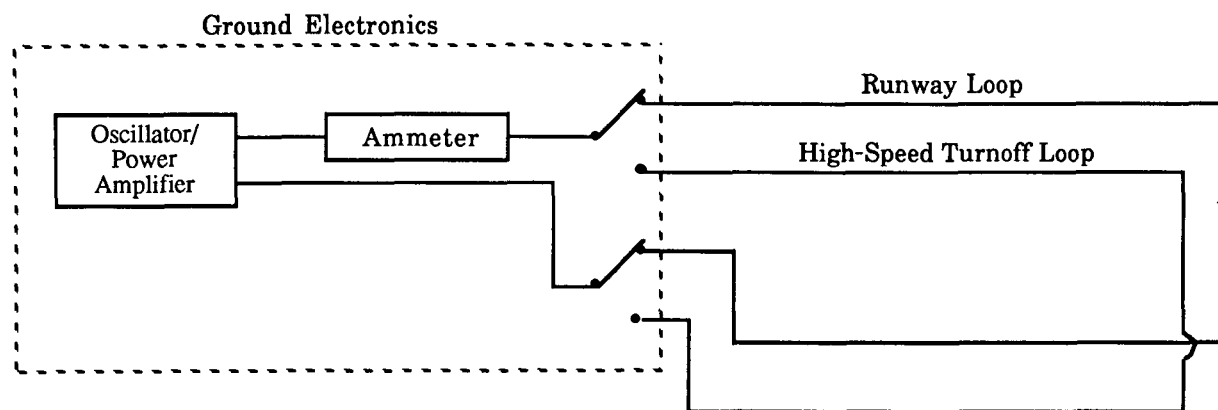 Ground Electronics
Runway Loop
Oscillator/
Power
Amplifier
Ammeter
High-Speed Turnoff Loop